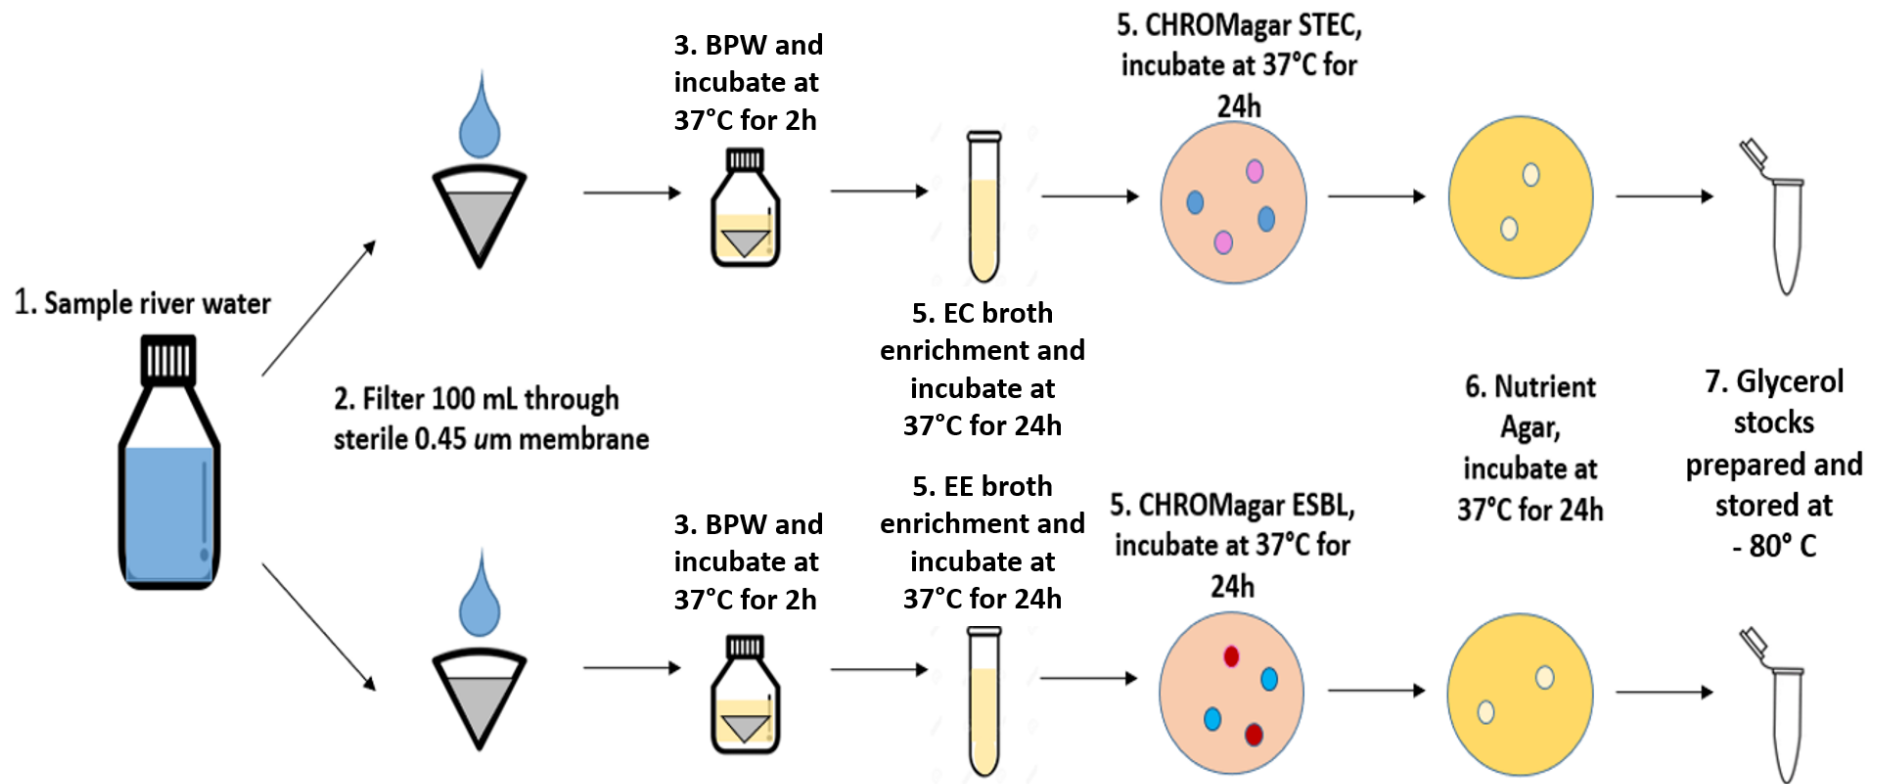 1. Sample river water
2. Filter 100 mL through
sterile 0.45 um membrane
3. BPW and
incubate at
37°C for 2h
5. EC broth
enrichment and
incubate at
37°C for 24h
5. CHROMagar STEC,
incubate at 37°C for
24h
3. BPW and
incubate at
37°C for 2h
5. EE broth
enrichment and
incubate at
37°C for 24h
5. CHROMagar ESBL,
incubate at 37°C for
24h
6. Nutrient
Agar,
incubate at
37°C for 24h
7. Glycerol
stocks
prepared and
stored at
- 80° C